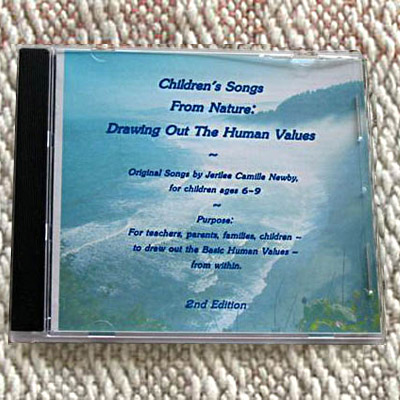 Children's Songs
From Nature:
Drawing Out The Human Values
~
Original Songs by Jerilee Camille Newby,
for children ages 6-9
~
Purpose:
For teachers, parents, families, children ~
to draw out the Basic Human Values ~
from within.
2nd Edition